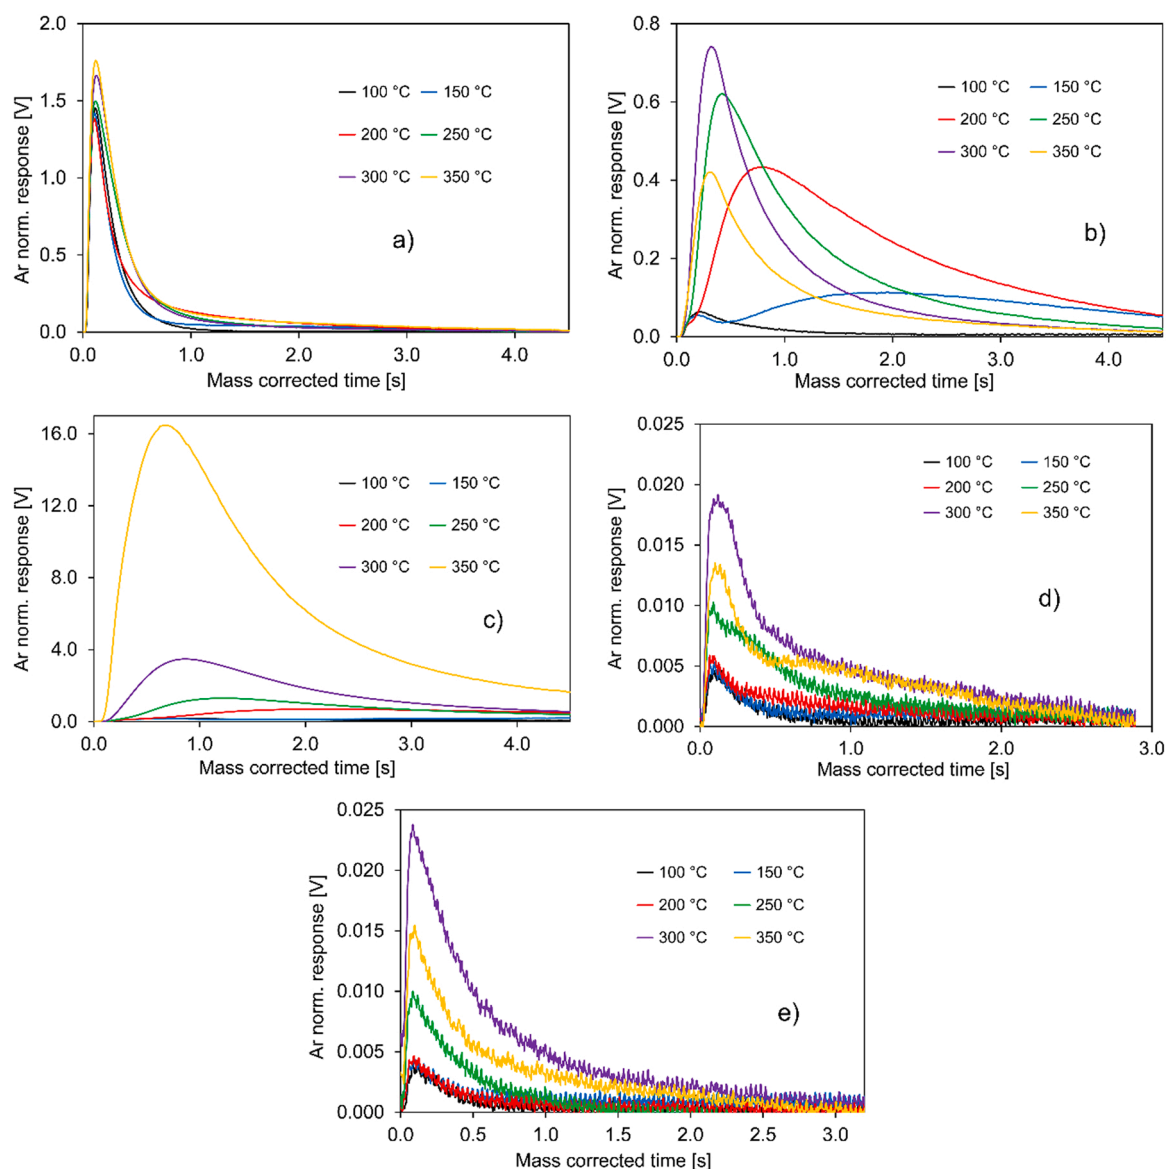 2.0
1.5
1.0
0.5
0.0
Ar norm. response [V]
100 °C 150 °C
200 °C 250 °C
300 °C 350 °C
a)
0.0 1.0 2.0 3.0 4.0
Mass corrected time [s]
0.8
0.6
0.4
0.2
0.0
Ar norm. response [V]
100 °C 150 °C
200 °C 250 °C
300 °C 350 °C
b)
0.0 1.0 2.0 3.0 4.0
Mass corrected time [s]
16.0
12.0
8.0
4.0
0.0
Ar norm. response [V]
100 °C 150 °C
200 °C 250 °C
300 °C 350 °C
c)
0.0 1.0 2.0 3.0 4.0
Mass corrected time [s]
0.025
0.020
0.015
0.010
0.005
0.000
Ar norm. response [V]
100 °C 150 °C
200 °C 250 °C
300 °C 350 °C
d)
0.0 1.0 2.0 3.0
Mass corrected time [s]
0.025
0.020
0.015
0.010
0.005
0.000
Ar norm. response [V]
100 °C 150 °C
200 °C 250 °C
300 °C 350 °C
e)
0.0 0.5 1.0 1.5 2.0 2.5 3.0
Mass corrected time [s]